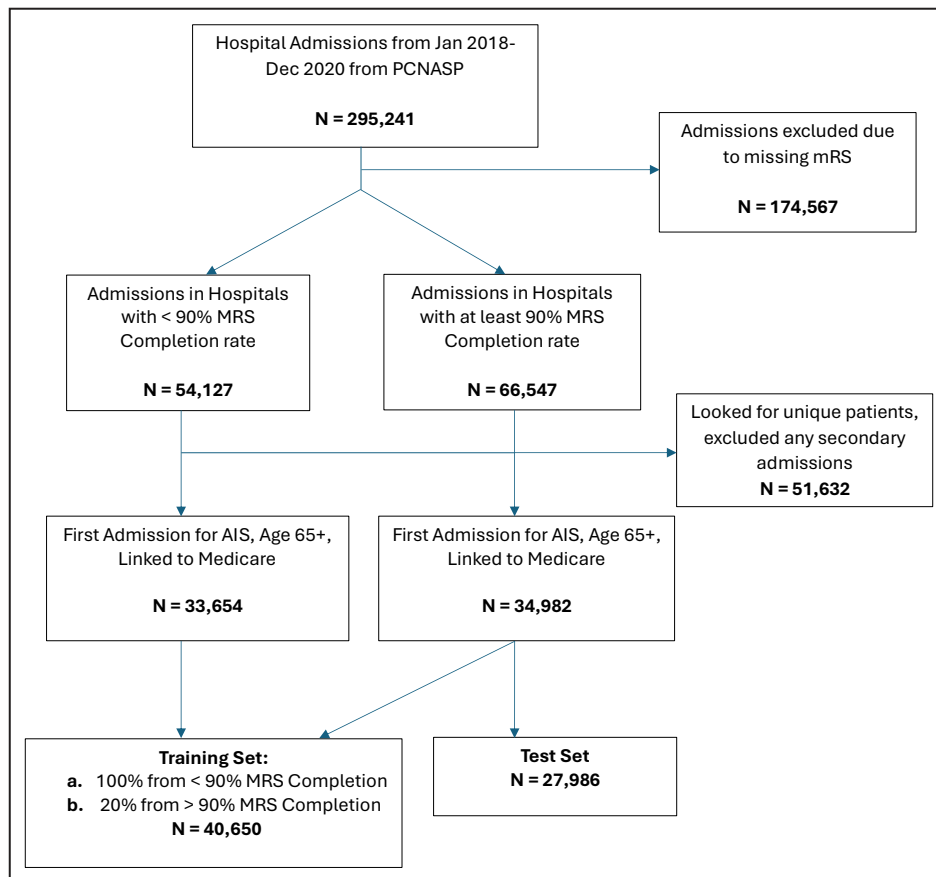 Hospital Admissions from Jan 2018-
Dec 2020 from PCNASP
N = 295,241
Admissions excluded due
to missing mRS
N = 174,567
Admissions in Hospitals
with < 90% MRS
Completion rate
N = 54,127
Admissions in Hospitals
with at least 90% MRS
Completion rate
N = 66,547
Looked for unique patients,
excluded any secondary
admissions
N = 51,632
First Admission for AIS, Age 65+,
Linked to Medicare
N = 33,654
First Admission for AIS, Age 65+,
Linked to Medicare
N = 34,982
Training Set:
a. 100% from < 90% MRS Completion
b. 20% from > 90% MRS Completion
N = 40,650
Test Set
N = 27,986